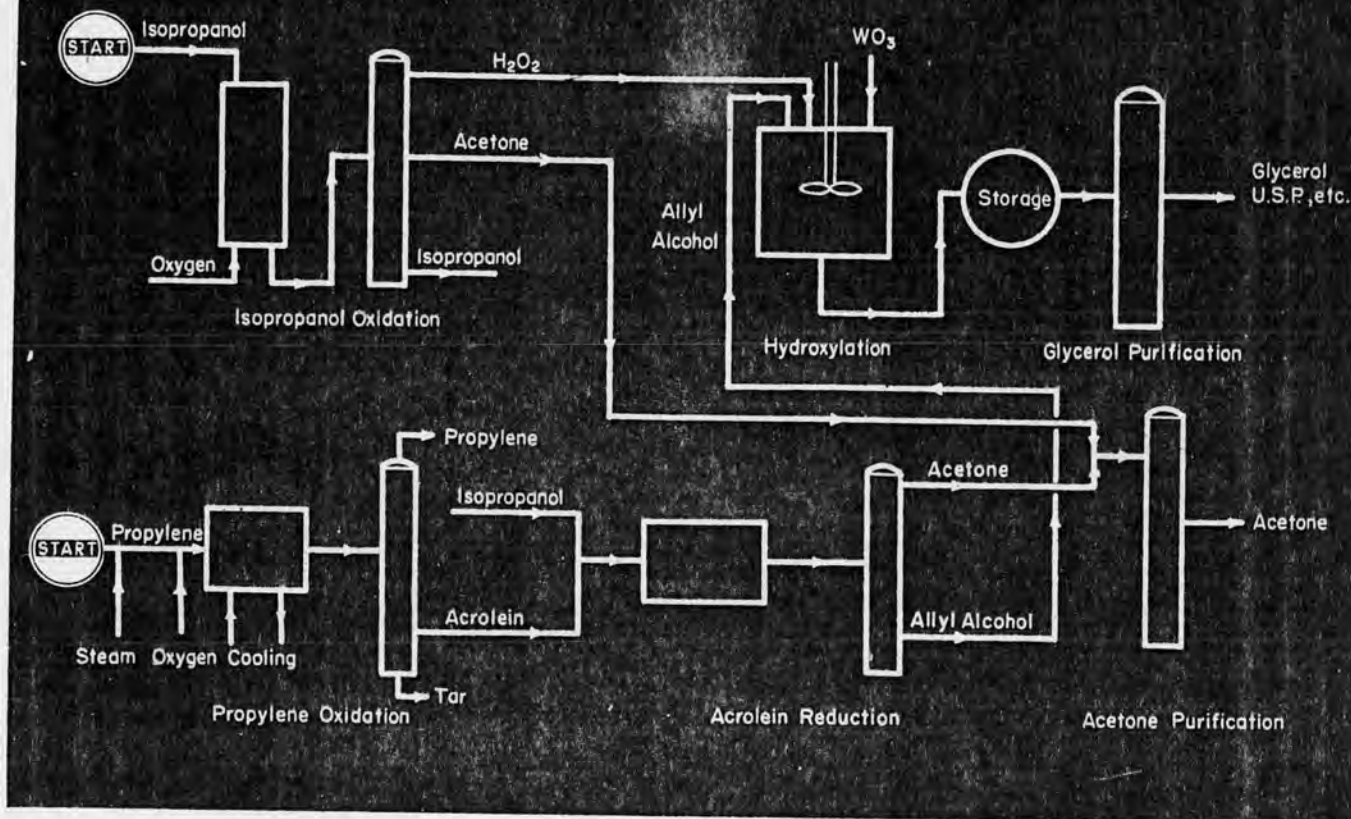 START
Isopropanol
H₂O₂
WO₃
Acetone
Allyl
Alcohol
Storage
Glycerol
U.S.P., etc.
Oxygen
Isopropanol
Isopropanol Oxidation
Hydroxylation
Glycerol Purification
Propylene
Isopropanol
Acetone
START
Propylene
Acetone
Acrolein
Allyl Alcohol
Steam Oxygen Cooling
Tar
Propylene Oxidation
Acrolein Reduction
Acetone Purification